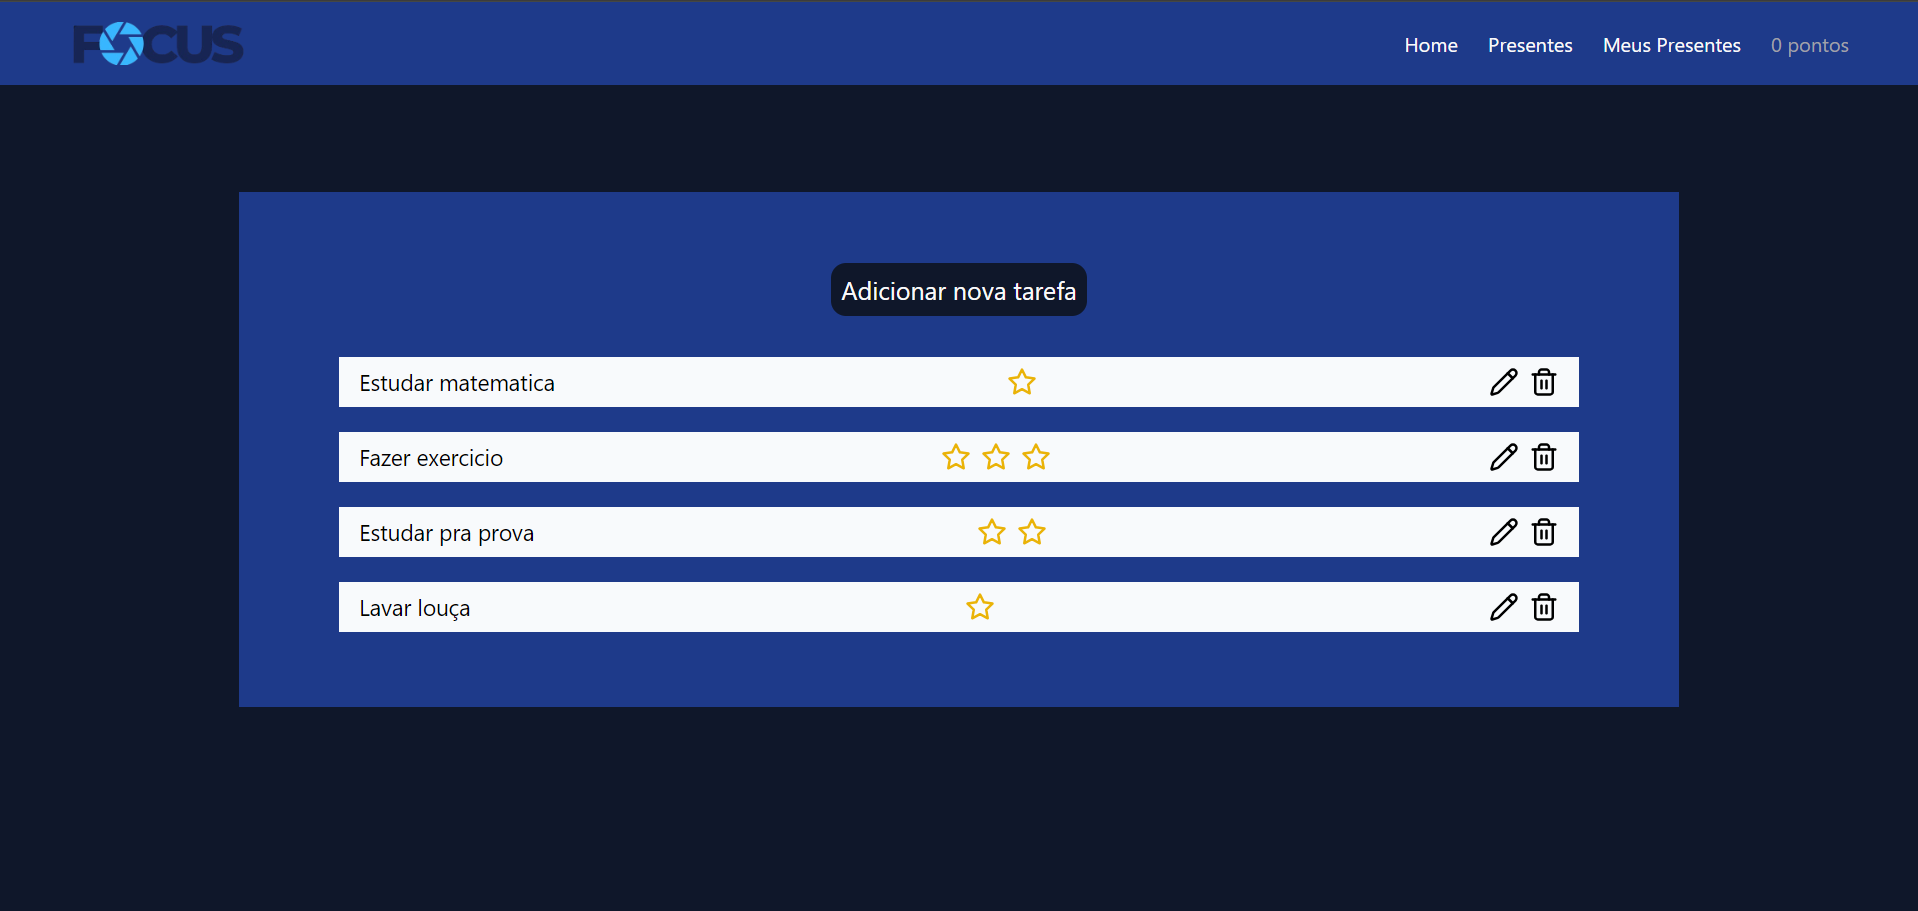 FOCUS
Home Presentes Meus Presentes 0 pontos
Adicionar nova tarefa
Estudar matematica
Fazer exercicio
Estudar pra prova
Lavar louça